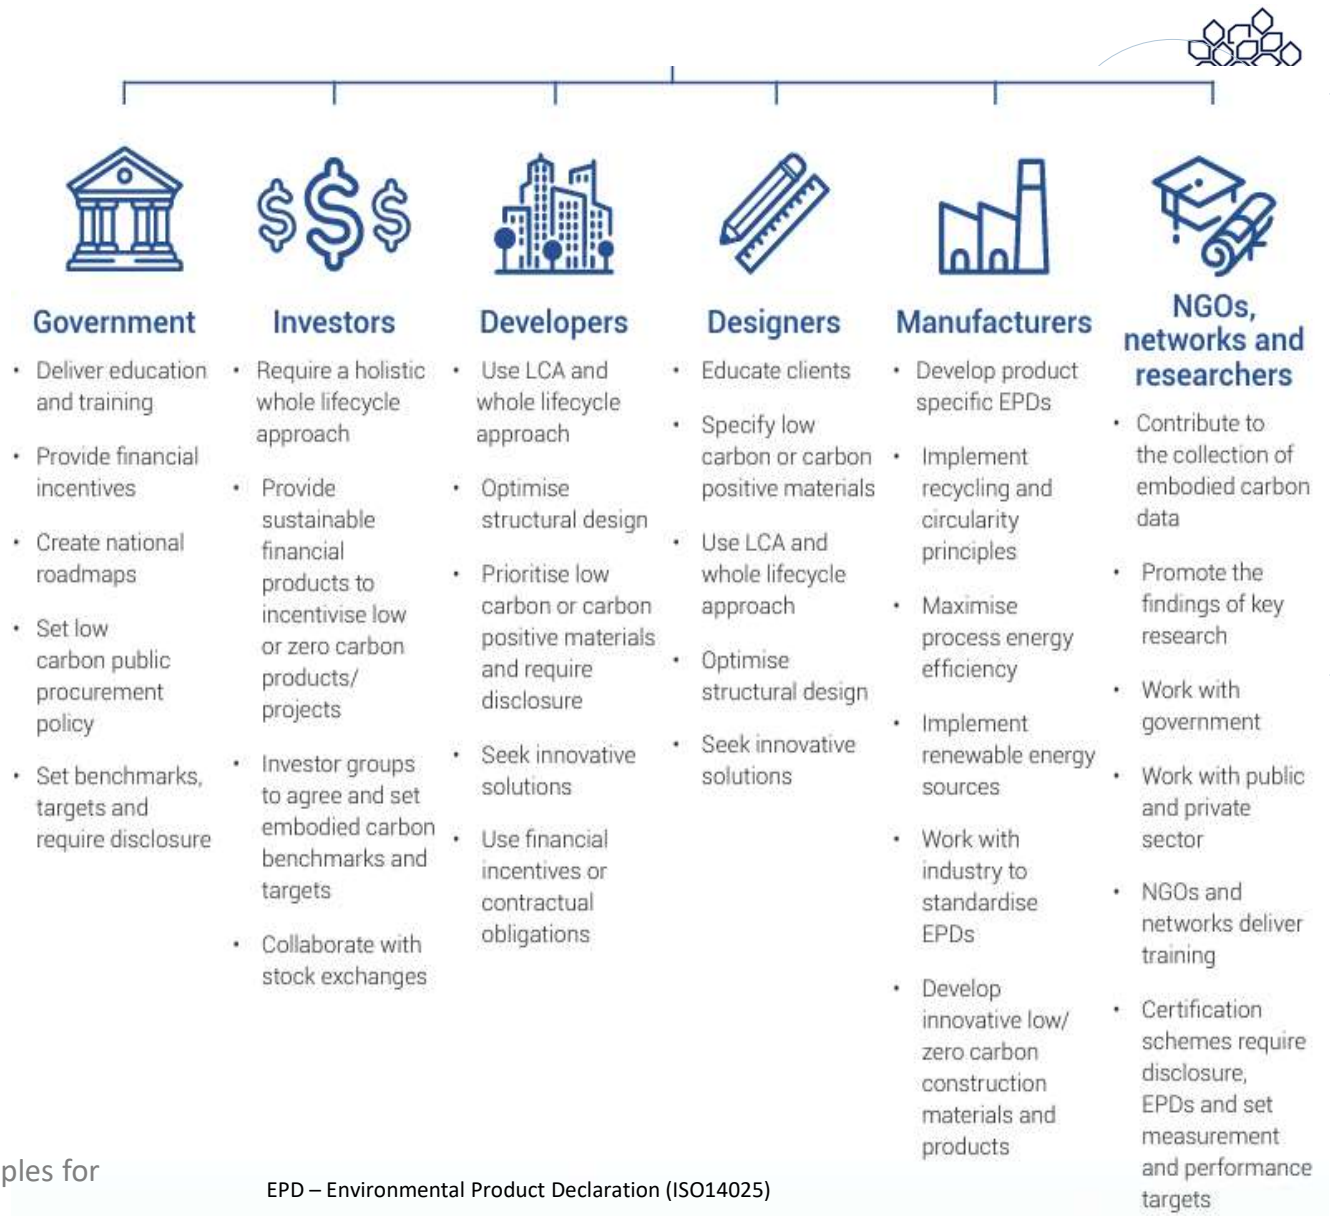 Government
• Deliver education
and training
• Provide financial
incentives
• Create national
roadmaps
• Set low
carbon public
procurement
policy
• Set benchmarks,
targets and
require disclosure
Investors
• Require a holistic
whole lifecycle
approach
• Provide
sustainable
financial
products to
incentivise low
or zero carbon
products/
projects
• Investor groups
to agree and set
embodied carbon
benchmarks and
targets
• Collaborate with
stock exchanges
Developers
• Use LCA and
whole lifecycle
approach
• Optimise
structural design
• Prioritise low
carbon or carbon
positive materials
and require
disclosure
• Seek innovative
solutions
• Use financial
incentives or
contractual
obligations
Designers
• Educate clients
• Specify low
carbon or carbon
positive materials
• Use LCA and
whole lifecycle
approach
• Optimise
structural design
• Seek innovative
solutions
Manufacturers
• Develop product
specific EPDs
• Implement
recycling and
circularity
principles
• Maximise
process energy
efficiency
• Implement
renewable energy
sources
• Work with
industry to
standardise
EPDs
• Develop
innovative low/
zero carbon
construction
materials and
products
NGOs,
networks and
researchers
• Contribute to
the collection of
embodied carbon
data
• Promote the
findings of key
research
• Work with
government
• Work with public
and private
sector
• NGOs and
networks deliver
training
• Certification
schemes require
disclosure,
EPDs and set
measurement
and performance
targets
ples for
EPD – Environmental Product Declaration (ISO14025)